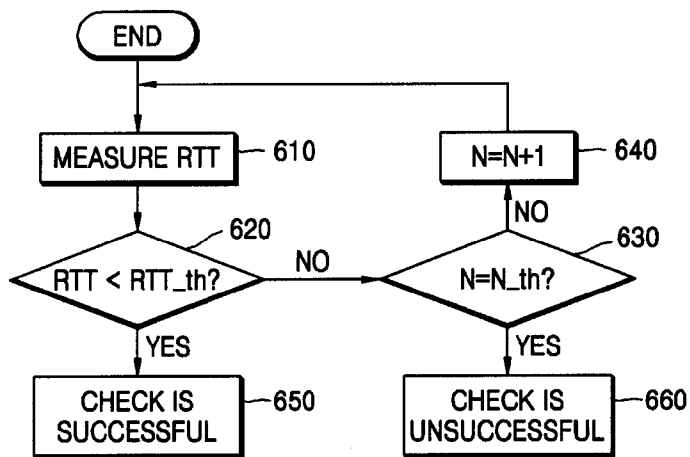 END
MEASURE RTT
610
N=N+1
640
NO
620
630
RTT < RTT_th?
NO
N=N_th?
YES
YES
CHECK IS
SUCCESSFUL
650
CHECK IS
UNSUCCESSFUL
660